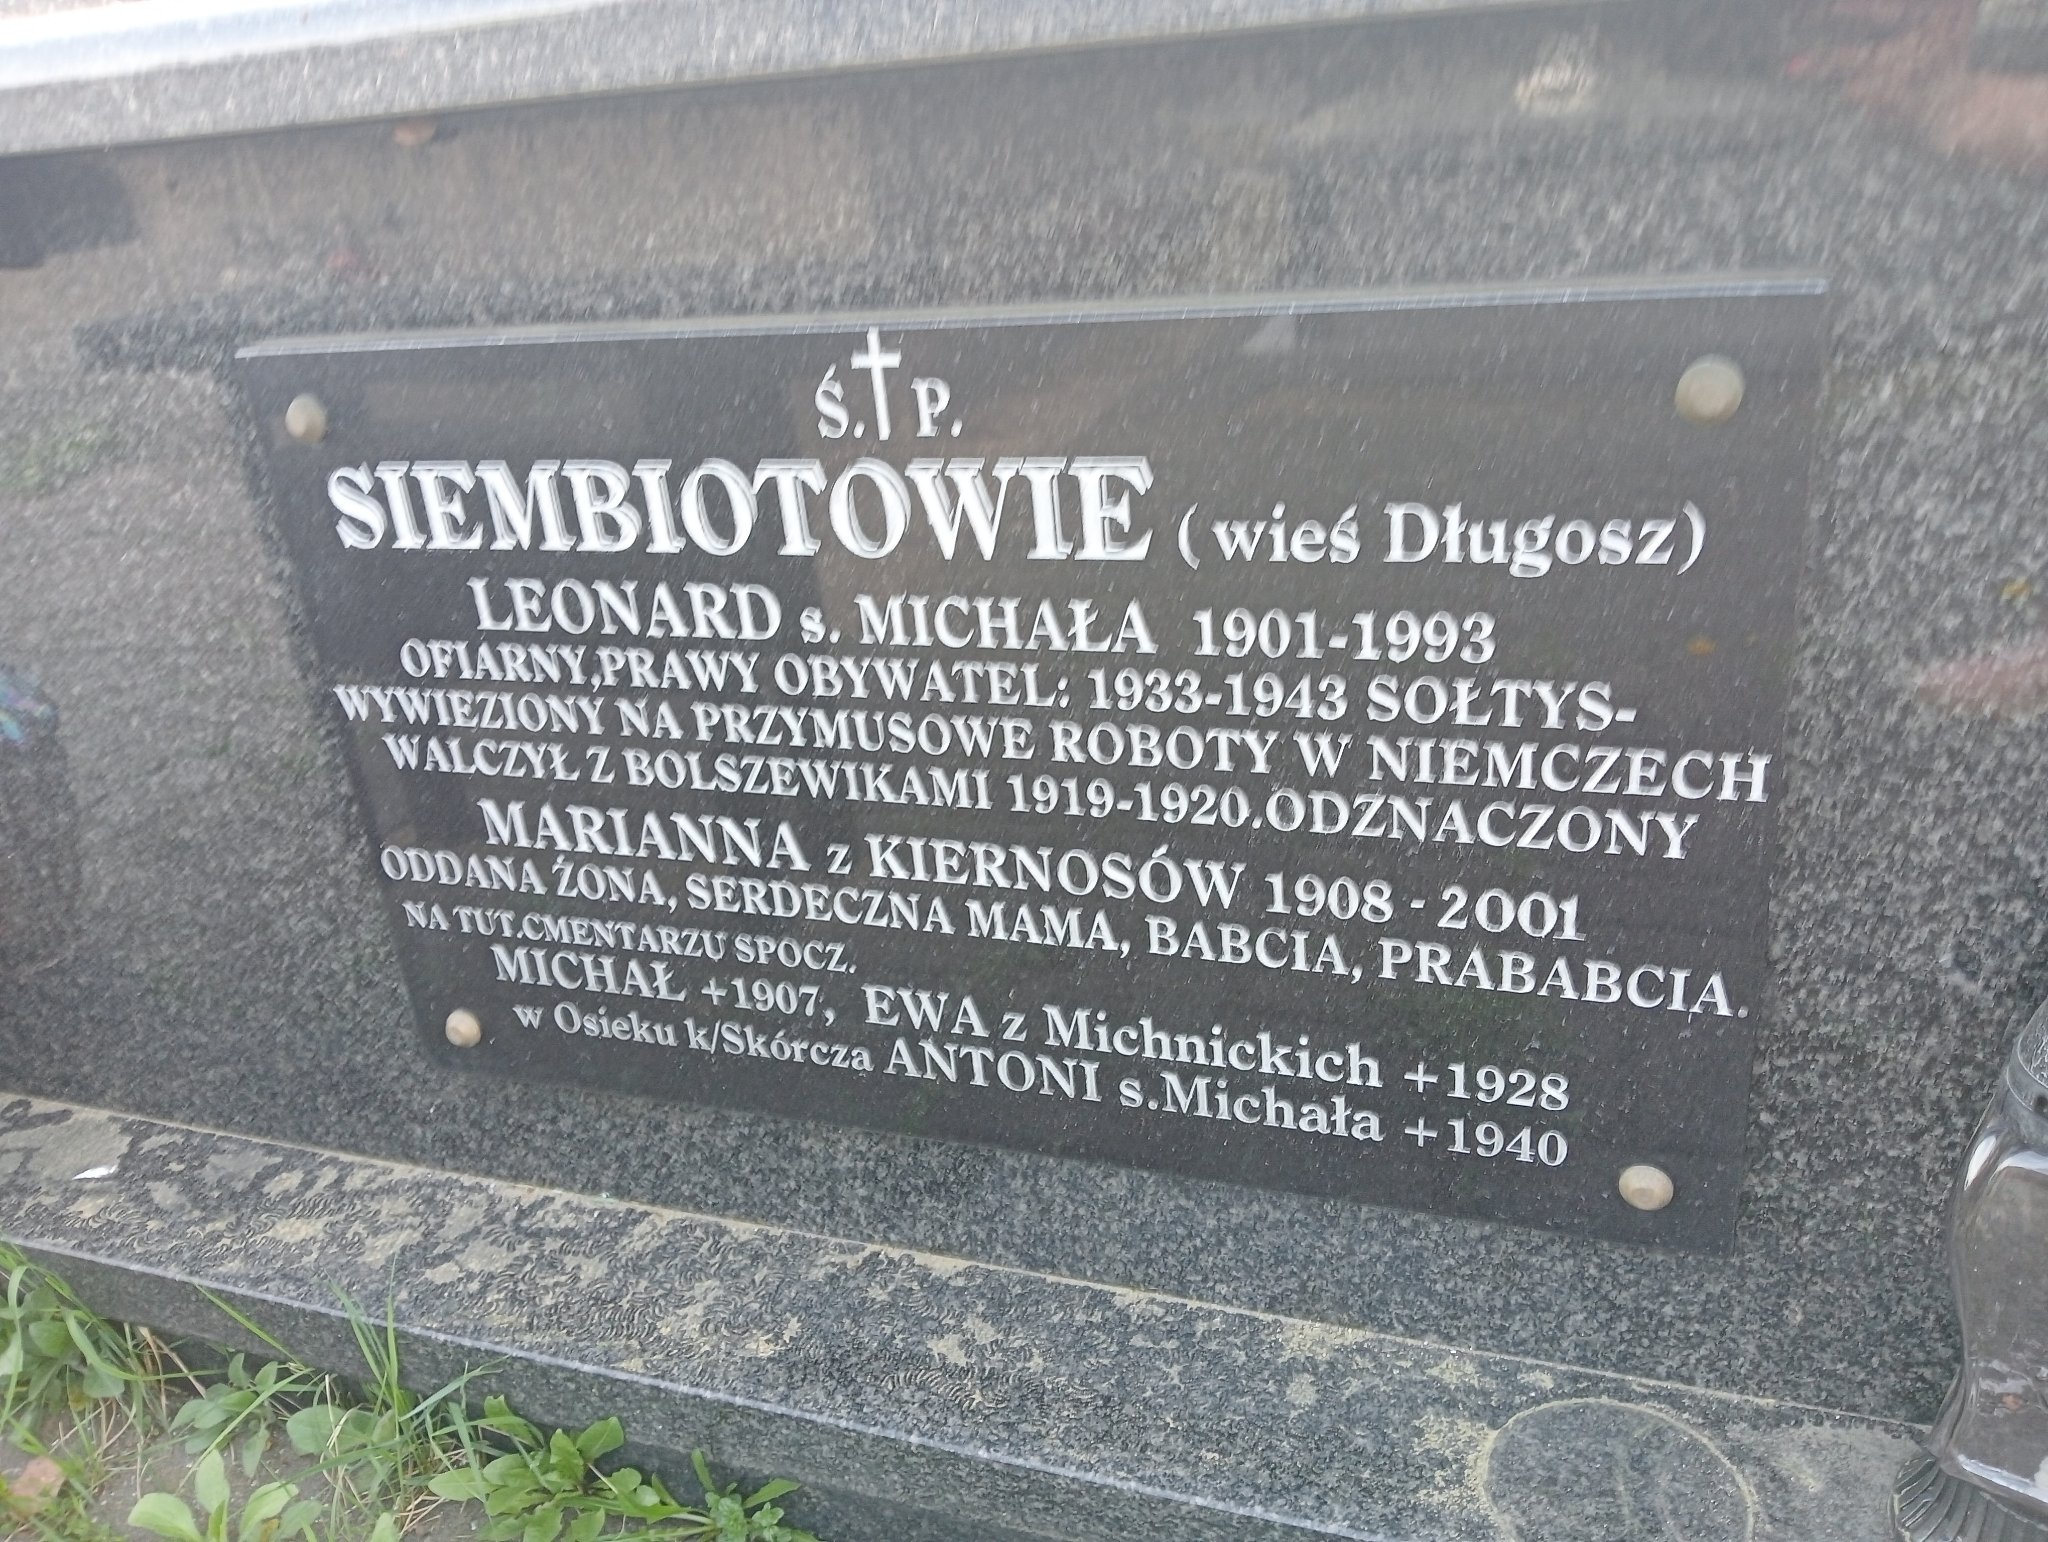 Ś.†P.
SIEMBIOTOWIE (wieś Długosz)
LEONARD s. MICHAŁA 1901-1993
OFIARNY,PRAWY OBYWATEL: 1933-1943 SOŁTYS-
WYWIEZIONY NA PRZYMUSOWE ROBOTY W NIEMCZECH
WALCZYŁ Z BOLSZEWIKAMI 1919-1920.ODZNACZONY
MARIANNA z KIERNOSÓW 1908 - 2001
ODDANA ŻONA, SERDECZNA MAMA, BABCIA, PRABABCIA.
NA TUT.CMENTARZU SPOCZ.
MICHAŁ +1907, EWA z Michnickich +1928
w Osieku k/Skórcza ANTONI s.Michała +1940